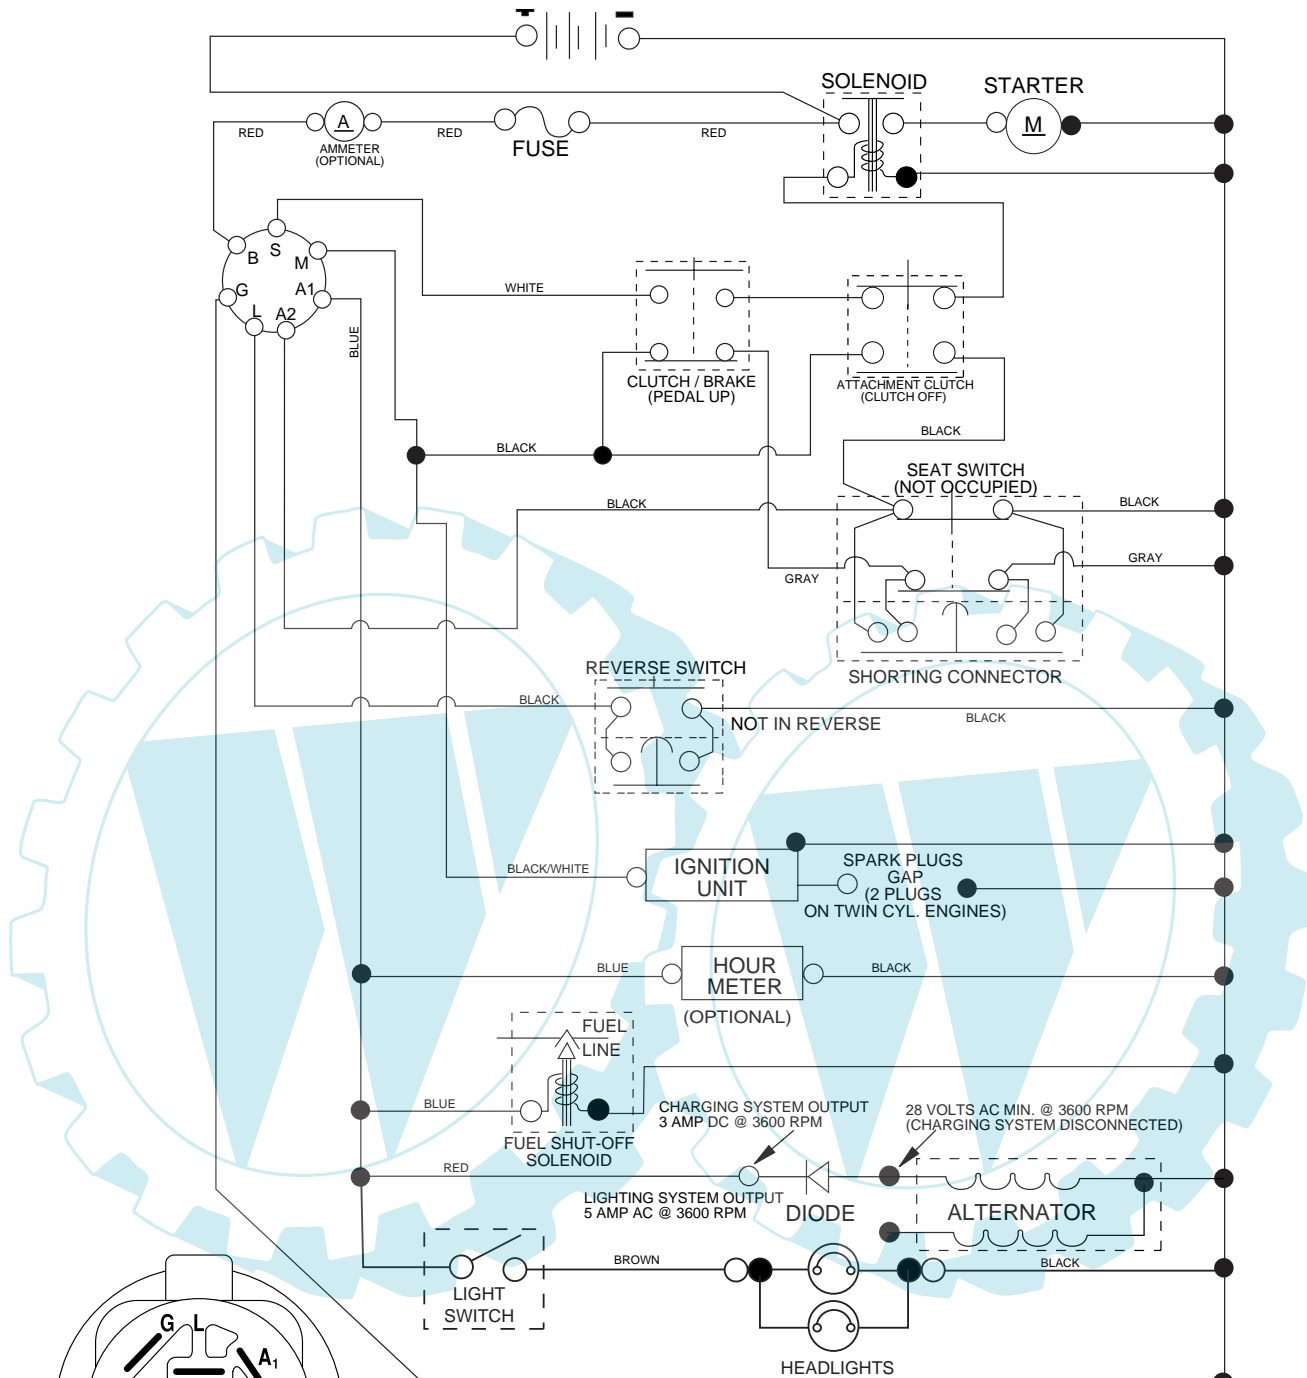 SOLENOID
STARTER
RED
A
RED
RED
M
AMMETER
(OPTIONAL)
FUSE
B
S
M
G
A1
L
A2
BLUE
WHITE
CLUTCH / BRAKE
(PEDAL UP)
ATTACHMENT CLUTCH
(CLUTCH OFF)
BLACK
BLACK
SEAT SWITCH
(NOT OCCUPIED)
BLACK
BLACK
GRAY
GRAY
SHORTING CONNECTOR
REVERSE SWITCH
BLACK
NOT IN REVERSE
BLACK
BLACK/WHITE
IGNITION
UNIT
SPARK PLUGS
GAP
(2 PLUGS
ON TWIN CYL. ENGINES)
BLUE
HOUR
METER
BLACK
(OPTIONAL)
FUEL
LINE
BLUE
FUEL SHUT-OFF
SOLENOID
CHARGING SYSTEM OUTPUT
3 AMP DC @ 3600 RPM
28 VOLTS AC MIN. @ 3600 RPM
(CHARGING SYSTEM DISCONNECTED)
RED
LIGHTING SYSTEM OUTPUT
5 AMP AC @ 3600 RPM
DIODE
ALTERNATOR
BROWN
BLACK
LIGHT
SWITCH
HEADLIGHTS
G
L
A1